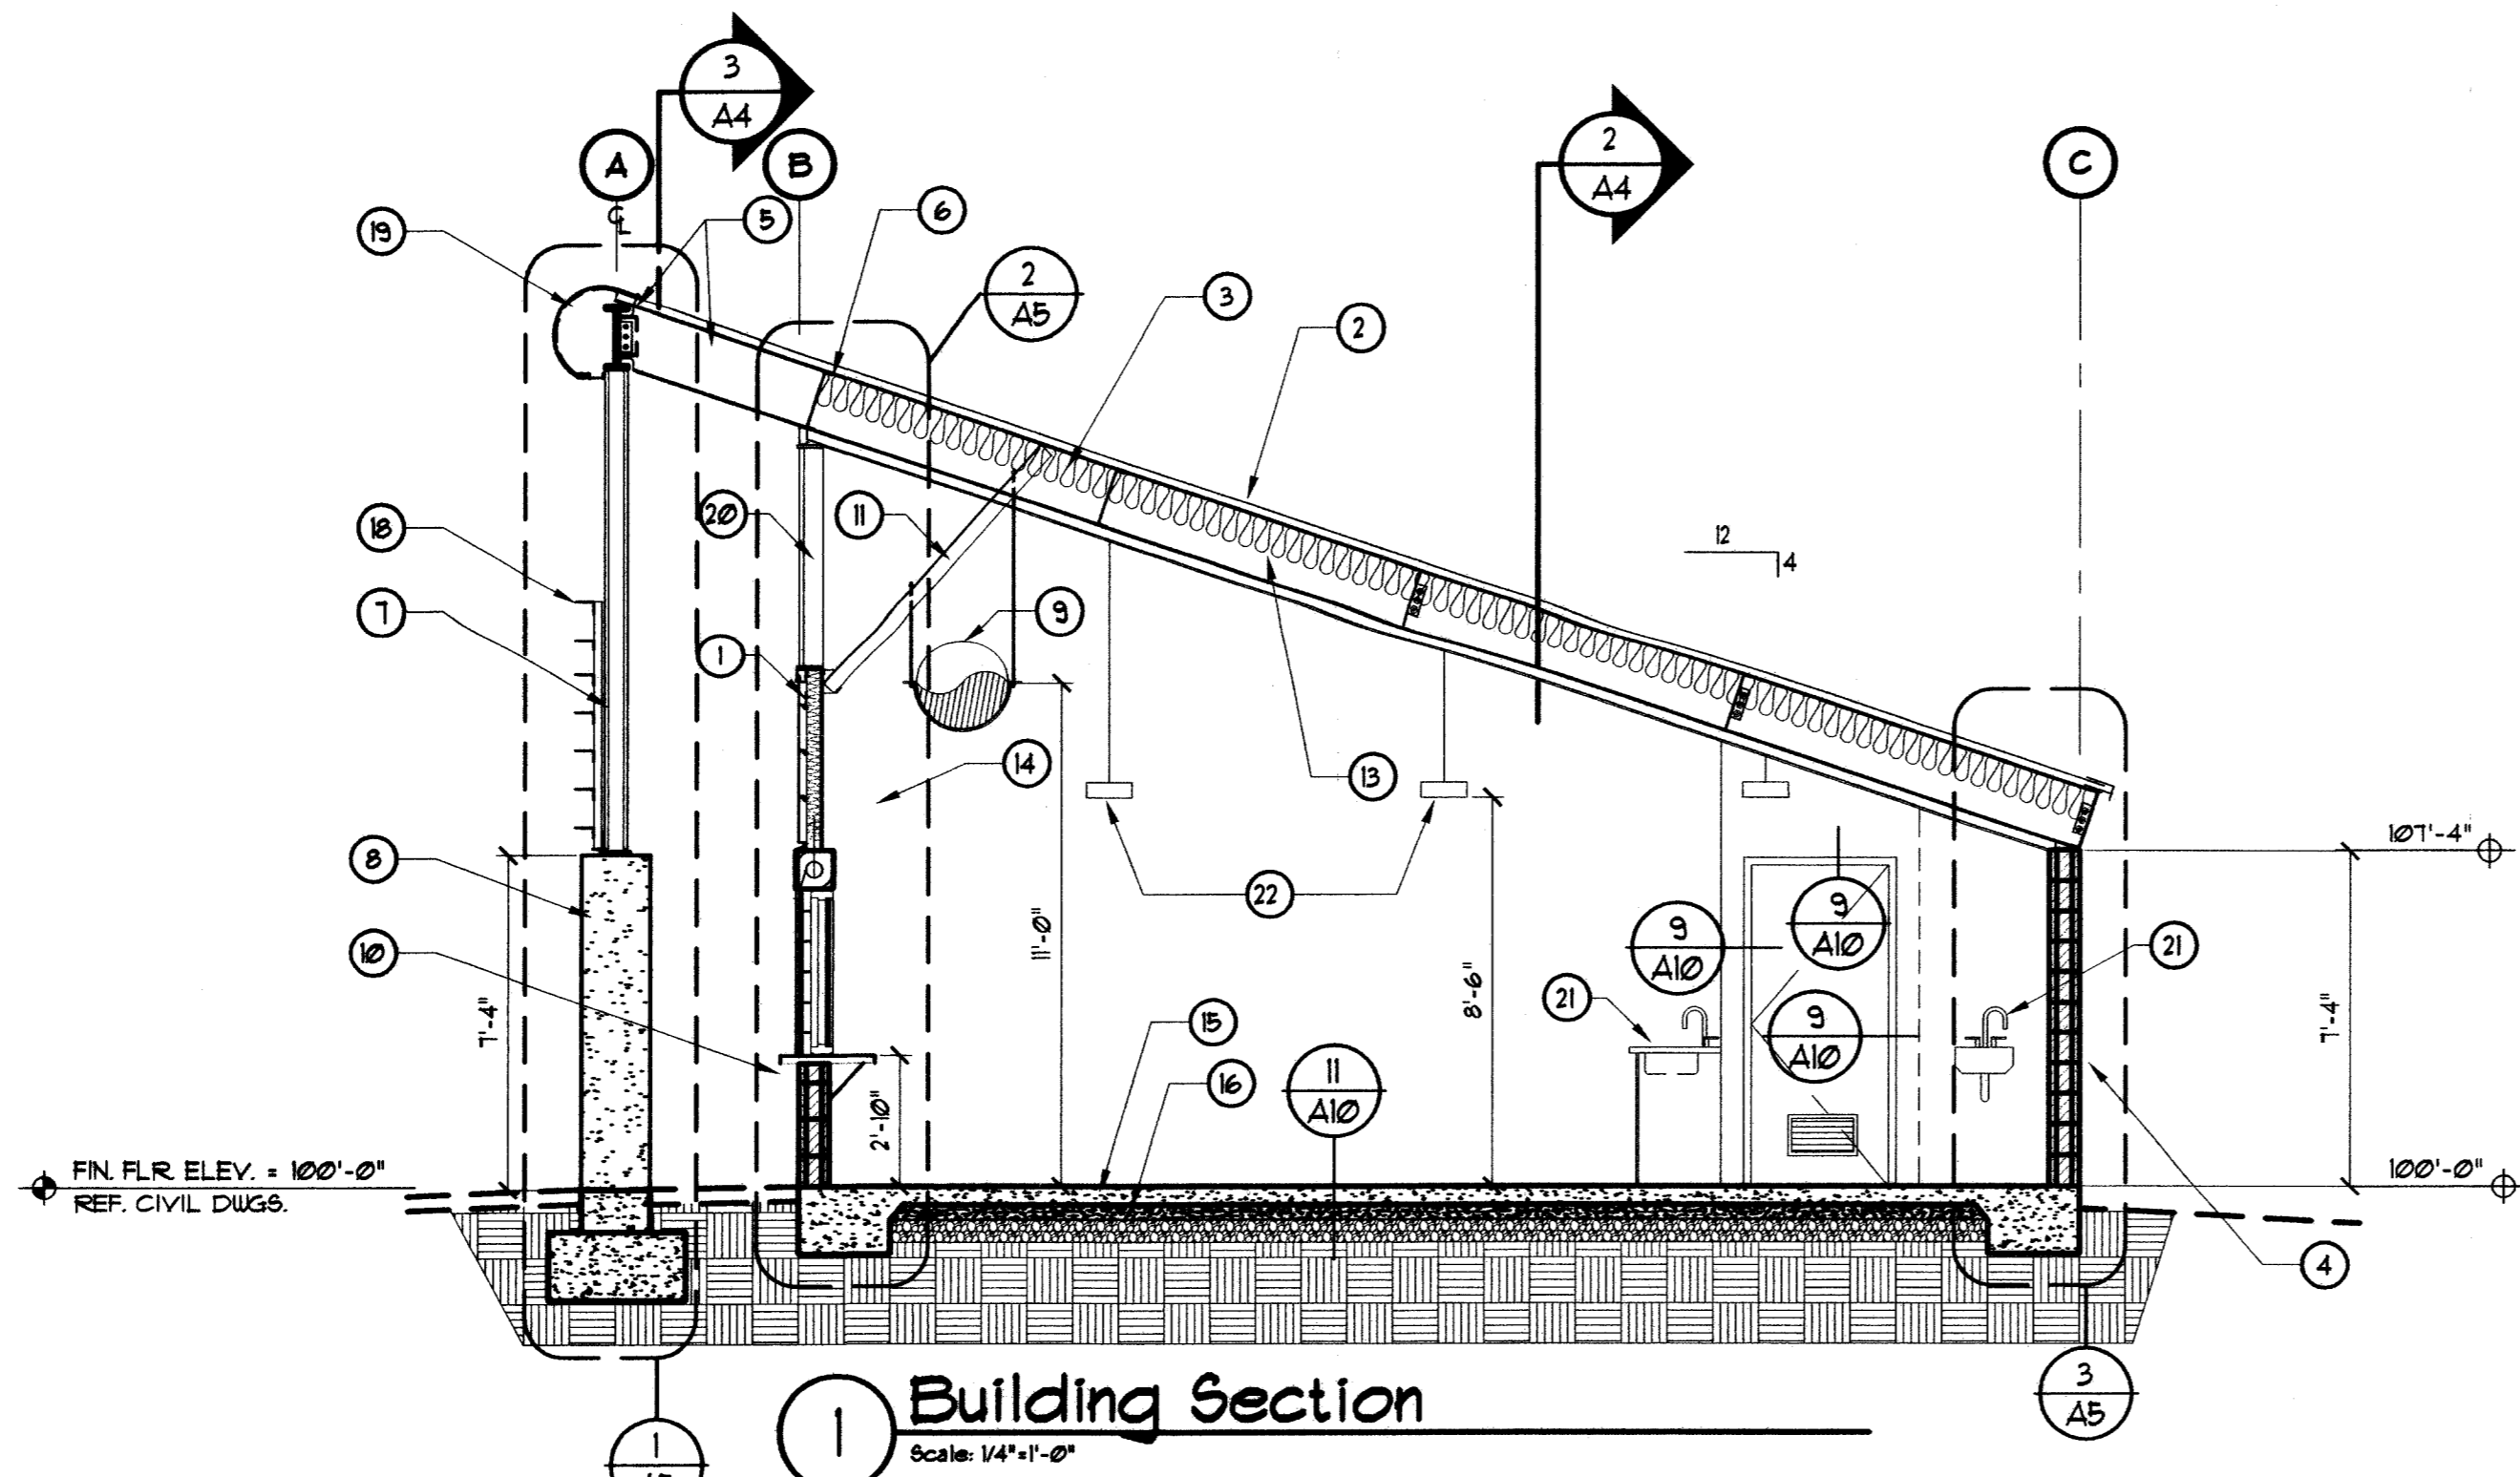 3
A4
2
A4
A
B
C
℄
19
5
6
2
A5
3
2
18
20
11
12
4
7
9
1
14
13
107'-4"
8
22
11'-0"
9
A10
9
A10
21
10
7'-4"
8'-6"
21
15
9
A10
7'-4"
16
11
A10
2'-10"
FIN. FLR. ELEV. = 100'-0"
REF. CIVIL DWGS.
100'-0"
4
3
A5
1
Building Section
Scale: 1/4"=1'-0"
1